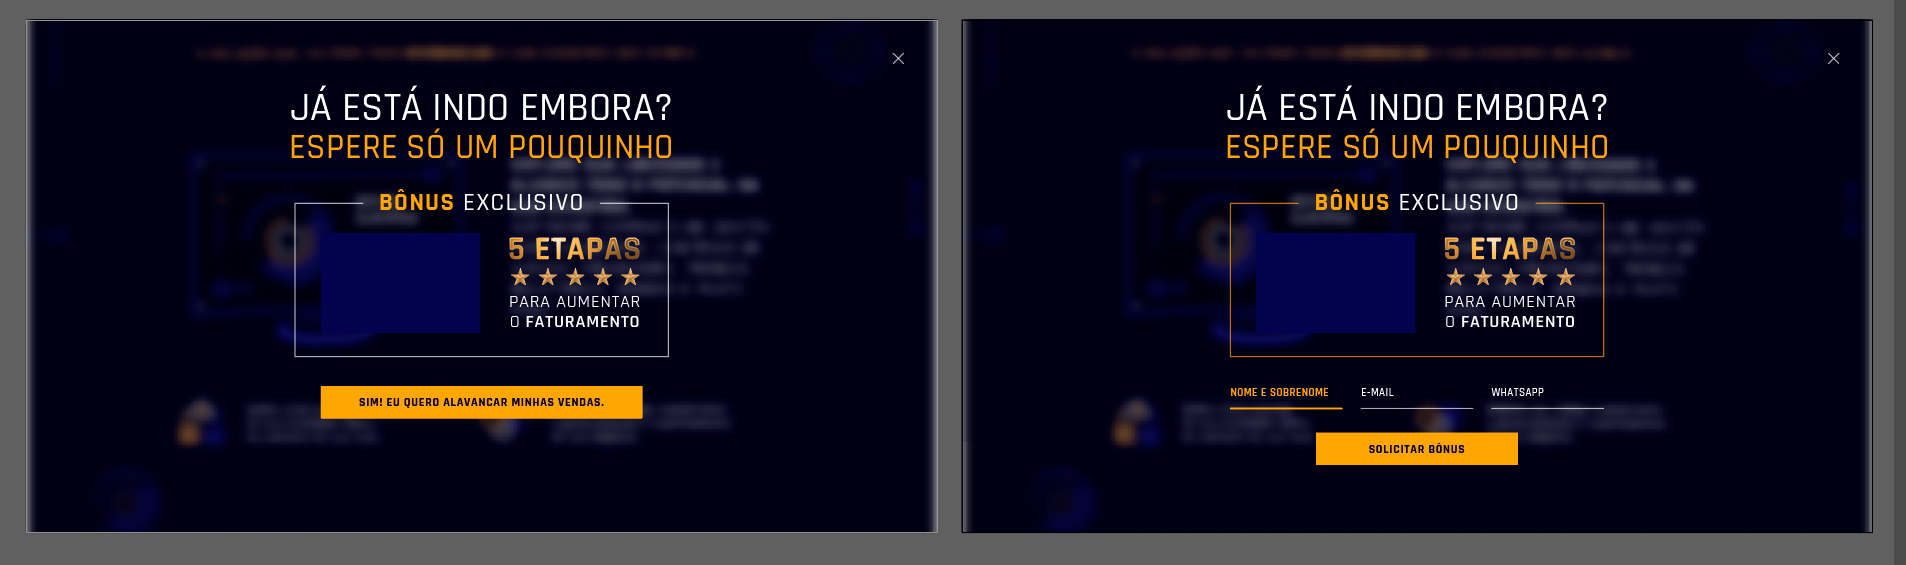 JÁ ESTÁ INDO EMBORA?
ESPERE SÓ UM POUQUINHO
BÔNUS EXCLUSIVO
5 ETAPAS
PARA AUMENTAR
O FATURAMENTO
SIM! EU QUERO ALAVANCAR MINHAS VENDAS.
JÁ ESTÁ INDO EMBORA?
ESPERE SÓ UM POUQUINHO
BÔNUS EXCLUSIVO
5 ETAPAS
PARA AUMENTAR
O FATURAMENTO
NOME E SOBRENOME E-MAIL WHATSAPP
SOLICITAR BÔNUS